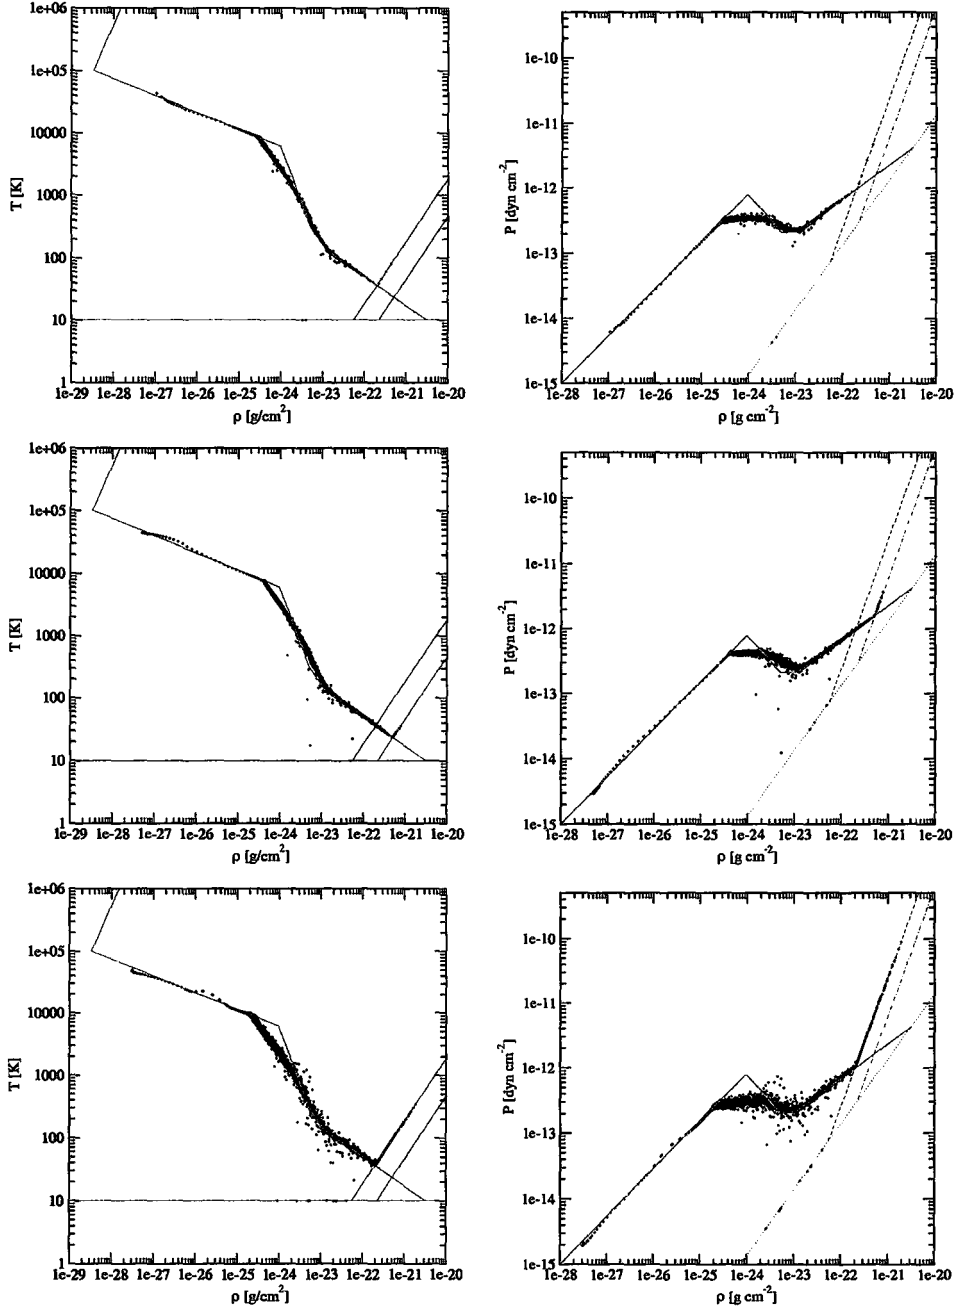 1e+06
1e+05
10000
1000
100
10
1
T [K]
1e-29 1e-28 1e-27 1e-26 1e-25 1e-24 1e-23 1e-22 1e-21 1e-20
ρ [g/cm²]
1e-10
1e-11
1e-12
1e-13
1e-14
1e-15
P [dyn cm⁻²]
1e-28 1e-27 1e-26 1e-25 1e-24 1e-23 1e-22 1e-21 1e-20
ρ [g cm⁻²]
1e+06
1e+05
10000
1000
100
10
1
T [K]
1e-29 1e-28 1e-27 1e-26 1e-25 1e-24 1e-23 1e-22 1e-21 1e-20
ρ [g/cm²]
1e-10
1e-11
1e-12
1e-13
1e-14
1e-15
P [dyn cm⁻²]
1e-28 1e-27 1e-26 1e-25 1e-24 1e-23 1e-22 1e-21 1e-20
ρ [g cm⁻²]
1e+06
1e+05
10000
1000
100
10
1
T [K]
1e-29 1e-28 1e-27 1e-26 1e-25 1e-24 1e-23 1e-22 1e-21 1e-20
ρ [g/cm²]
1e-10
1e-11
1e-12
1e-13
1e-14
1e-15
P [dyn cm⁻²]
1e-28 1e-27 1e-26 1e-25 1e-24 1e-23 1e-22 1e-21 1e-20
ρ [g cm⁻²]